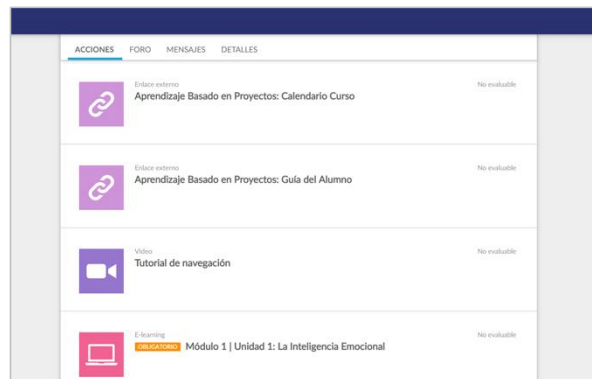 ACCIONES FORO MENSAJES DETALLES
Enlace externo No evaluable
Aprendizaje Basado en Proyectos: Calendario Curso
Enlace externo No evaluable
Aprendizaje Basado en Proyectos: Guía del Alumno
Video No evaluable
Tutorial de navegación
E-learning No evaluable
OBLIGATORIO Módulo 1 | Unidad 1: La Inteligencia Emocional